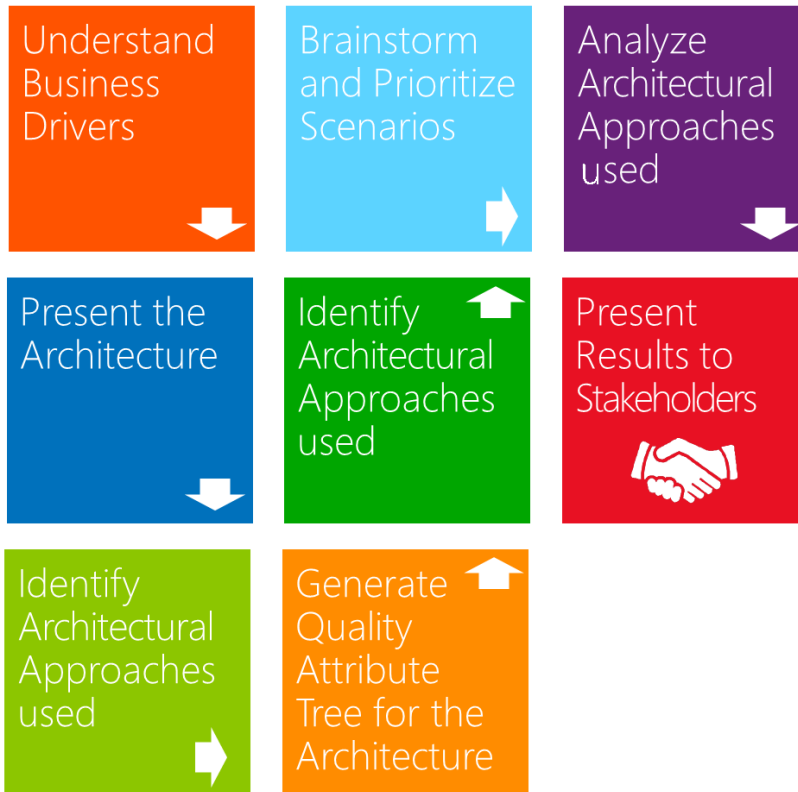 Understand
Business
Drivers
Brainstorm
and Prioritize
Scenarios
Analyze
Architectural
Approaches
used
Present the
Architecture
Identify
Architectural
Approaches
used
Present
Results to
Stakeholders
Identify
Architectural
Approaches
used
Generate
Quality
Attribute
Tree for the
Architecture